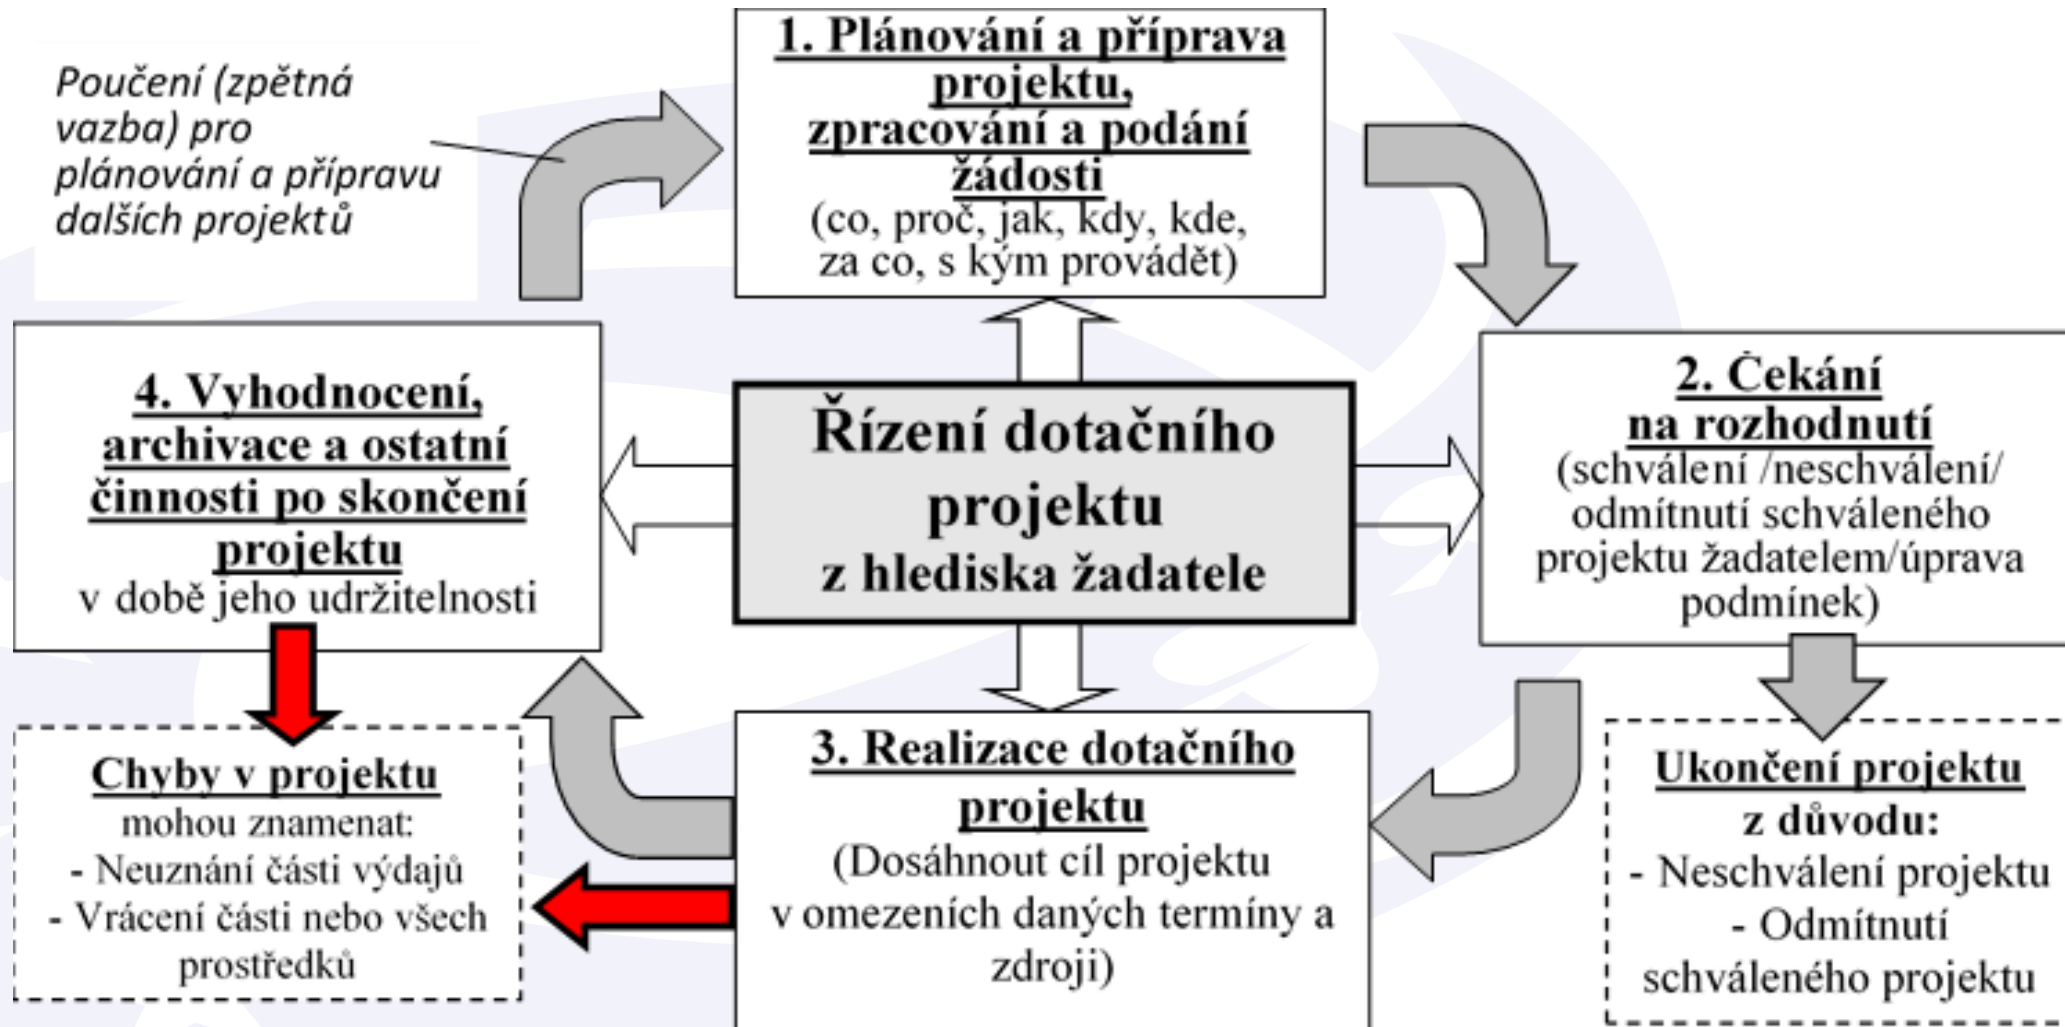 Poučení (zpětná
vazba) pro
plánování a přípravu
dalších projektů
1. Plánování a příprava
projektu,
zpracování a podání
žádosti
(co, proč, jak, kdy, kde,
za co, s kým provádět)
4. Vyhodnocení,
archivace a ostatní
činnosti po skončení
projektu
v době jeho udržitelnosti
Řízení dotačního
projektu
z hlediska žadatele
2. Čekání
na rozhodnutí
(schválení /neschválení/
odmítnutí schváleného
projektu žadatelem/úprava
podmínek)
Chyby v projektu
mohou znamenat:
- Neuznání části výdajů
- Vrácení části nebo všech
prostředků
3. Realizace dotačního
projektu
(Dosáhnout cíl projektu
v omezeních daných termíny a
zdroji)
Ukončení projektu
z důvodu:
- Neschválení projektu
- Odmítnutí
schváleného projektu